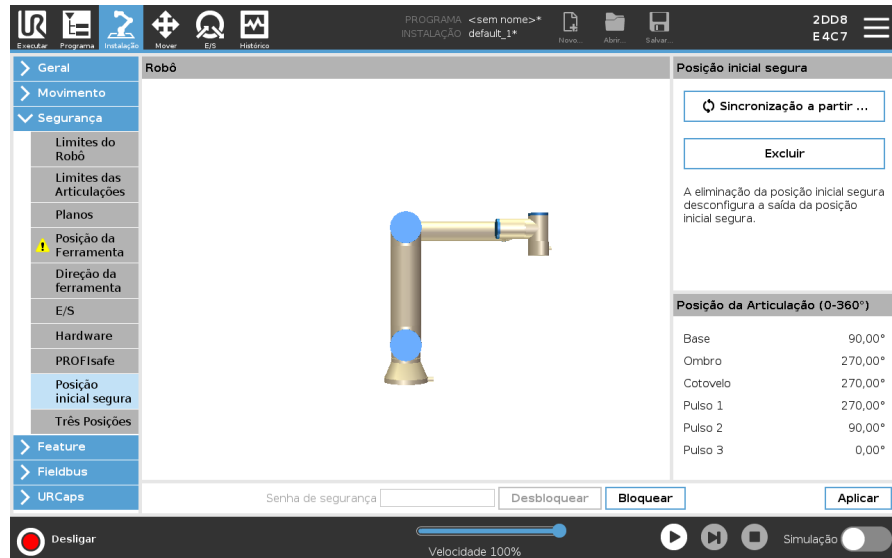 UR
Executar
Programa
Instalação
Mover
E/S
Histórico
PROGRAMA <sem nome>*
INSTALAÇÃO default_1*
Novo...
Abrir...
Salvar...
2DD8
E4C7
Geral
Movimento
Segurança
Limites do
Robô
Limites das
Articulações
Planos
Posição da
Ferramenta
Direção da
ferramenta
E/S
Hardware
PROFIsafe
Posição
inicial segura
Três Posições
Feature
Fieldbus
URCaps
Robô
Posição inicial segura
Sincronização a partir ...
Excluir
A eliminação da posição inicial segura
desconfigura a saída da posição
inicial segura.
Posição da Articulação (0-360°)
Base 90,00°
Ombro 270,00°
Cotovelo 270,00°
Pulso 1 270,00°
Pulso 2 90,00°
Pulso 3 0,00°
Senha de segurança
Desbloquear
Bloquear
Aplicar
Desligar
Velocidade 100%
Simulação